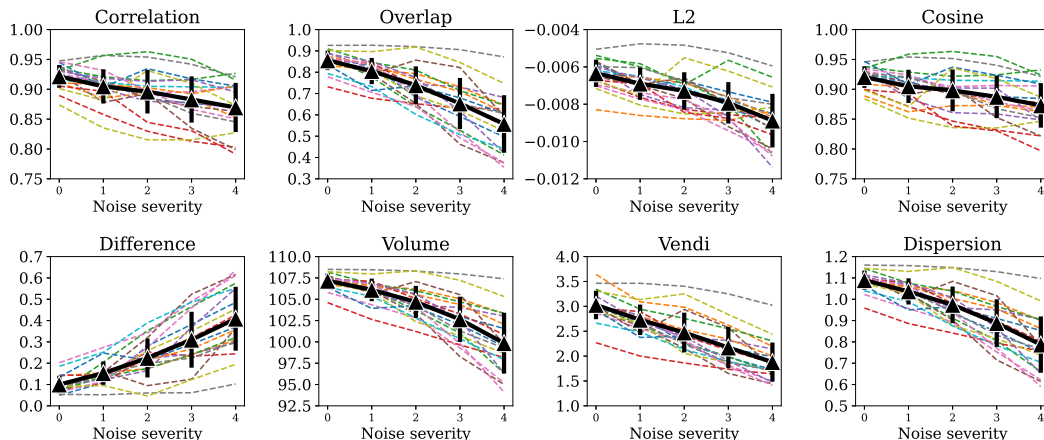 Correlation
1.00
0.95
0.90
0.85
0.80
0.75
0 1 2 3 4
Noise severity
Overlap
1.0
0.9
0.8
0.7
0.6
0.5
0.4
0.3
0 1 2 3 4
Noise severity
L2
−0.004
−0.006
−0.008
−0.010
−0.012
0 1 2 3 4
Noise severity
Cosine
1.00
0.95
0.90
0.85
0.80
0.75
0 1 2 3 4
Noise severity
Difference
0.7
0.6
0.5
0.4
0.3
0.2
0.1
0.0
0 1 2 3 4
Noise severity
Volume
110.0
107.5
105.0
102.5
100.0
97.5
95.0
92.5
0 1 2 3 4
Noise severity
Vendi
4.0
3.5
3.0
2.5
2.0
1.5
1.0
0 1 2 3 4
Noise severity
Dispersion
1.2
1.1
1.0
0.9
0.8
0.7
0.6
0.5
0 1 2 3 4
Noise severity